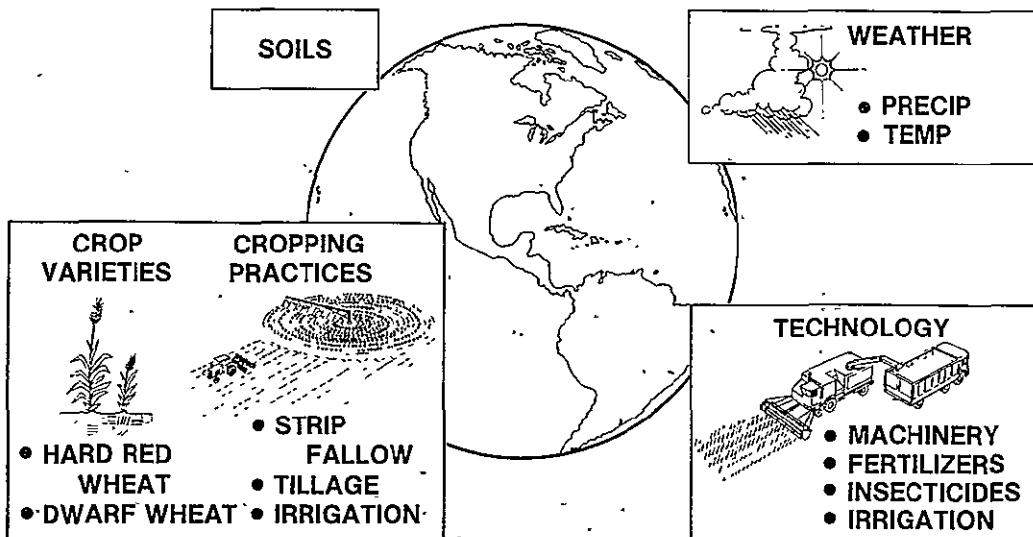 SOILS
WEATHER
• PRECIP
• TEMP
CROP
VARIETIES
• HARD RED
WHEAT
• DWARF WHEAT
CROPPING
PRACTICES
• STRIP
FALLOW
• TILLAGE
• IRRIGATION
TECHNOLOGY
• MACHINERY
• FERTILIZERS
• INSECTICIDES
• IRRIGATION